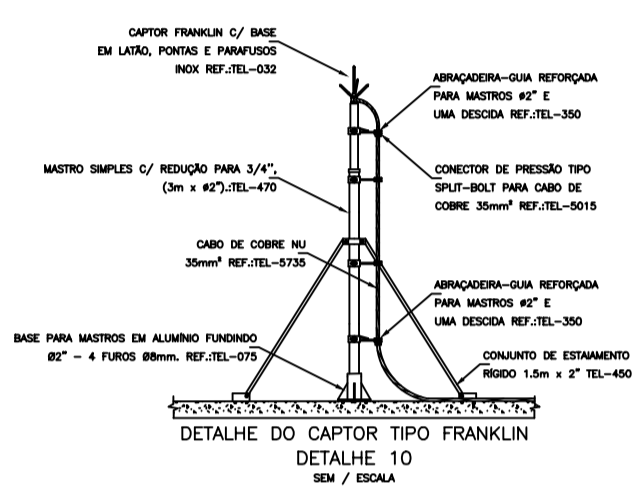 CAPTOR FRANKLIN C/ BASE
EM LATÃO, PONTAS E PARAFUSOS
INOX REF.:TEL-032
ABRAÇADEIRA-GUIA REFORÇADA
PARA MASTROS ø2" E
UMA DESCIDA REF.:TEL-350
MASTRO SIMPLES C/ REDUÇÃO PARA 3/4",
(3m x ø2").:TEL-470
CONECTOR DE PRESSÃO TIPO
SPLIT-BOLT PARA CABO DE
COBRE 35mm² REF.:TEL-5015
CABO DE COBRE NU
35mm² REF.:TEL-5735
ABRAÇADEIRA-GUIA REFORÇADA
PARA MASTROS ø2" E
UMA DESCIDA REF.:TEL-350
BASE PARA MASTROS EM ALUMÍNIO FUNDINDO
Ø2" - 4 FUROS Ø8mm. REF.:TEL-075
CONJUNTO DE ESTAIAMENTO
RÍGIDO 1.5m x 2" TEL-450
DETALHE DO CAPTOR TIPO FRANKLIN
DETALHE 10
SEM / ESCALA